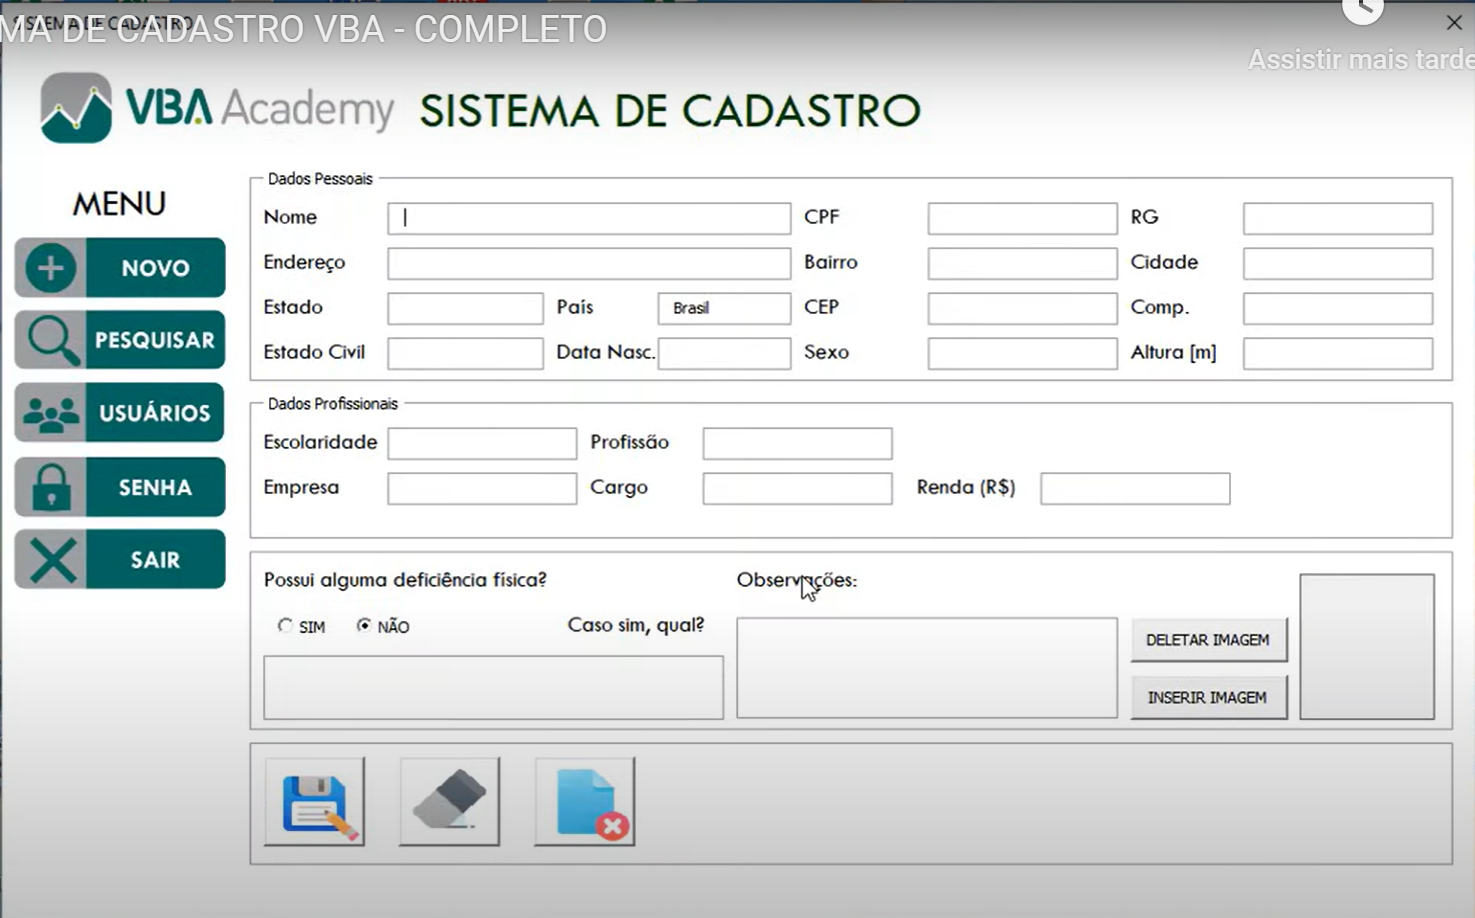 SISTEMA DE CADASTRO
MA DE CADASTRO VBA - COMPLETO
Assistir mais tarde
VBA Academy
SISTEMA DE CADASTRO
MENU
NOVO
PESQUISAR
USUÁRIOS
SENHA
SAIR
Dados Pessoais
Nome CPF RG
Endereço Bairro Cidade
Estado País Brasil CEP Comp.
Estado Civil Data Nasc. Sexo Altura [m]
Dados Profissionais
Escolaridade Profissão
Empresa Cargo Renda (R$)
Possui alguma deficiência física? Observações:
SIM NÃO Caso sim, qual?
DELETAR IMAGEM
INSERIR IMAGEM